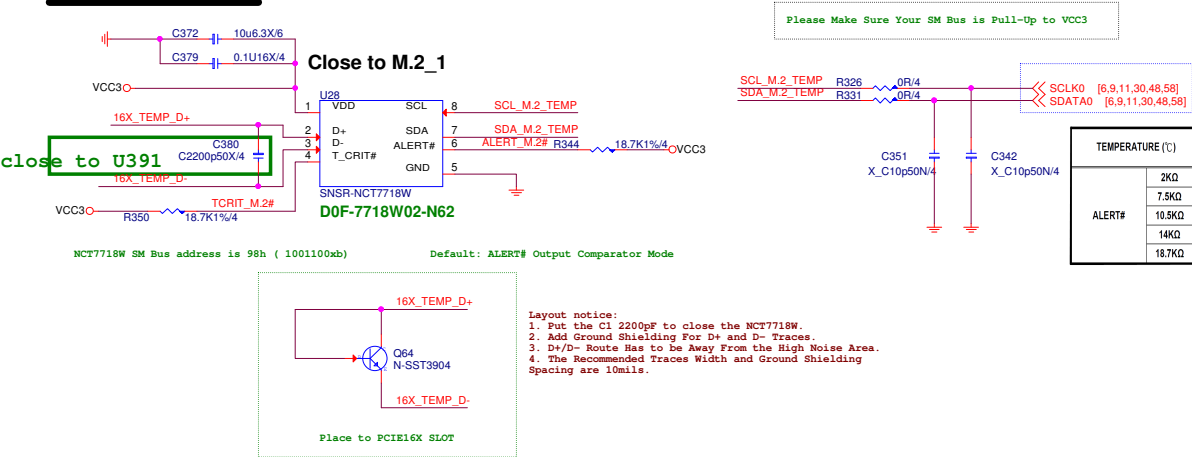 Please Make Sure Your SM Bus is Pull-Up to VCC3
C372 10u6.3X/6
C379 0.1U16X/4
Close to M.2_1
VCC3
U28
1 VDD SCL 8 SCL_M.2_TEMP
16X_TEMP_D+
2 D+ SDA 7 SDA_M.2_TEMP
3 D- ALERT# 6 ALERT_M.2# R344 18.7K1%/4 VCC3
4 T_CRIT#
GND 5
C380
C2200p50X/4
close to U391
16X_TEMP_D-
SNSR-NCT7718W
D0F-7718W02-N62
VCC3 R350 18.7K1%/4 TCRIT_M.2#
SCL_M.2_TEMP R326 0R/4 SCLK0 [6,9,11,30,48,58]
SDA_M.2_TEMP R331 0R/4 SDATA0 [6,9,11,30,48,58]
C351
X_C10p50N/4
C342
X_C10p50N/4
TEMPERATURE (℃)
ALERT#
2KΩ
7.5KΩ
10.5KΩ
14KΩ
18.7KΩ
NCT7718W SM Bus address is 98h ( 1001100xb)
Default: ALERT# Output Comparator Mode
16X_TEMP_D+
Q64
N-SST3904
16X_TEMP_D-
Place to PCIE16X SLOT
Layout notice:
1. Put the C1 2200pF to close the NCT7718W.
2. Add Ground Shielding For D+ and D- Traces.
3. D+/D- Route Has to be Away From the High Noise Area.
4. The Recommended Traces Width and Ground Shielding
Spacing are 10mils.